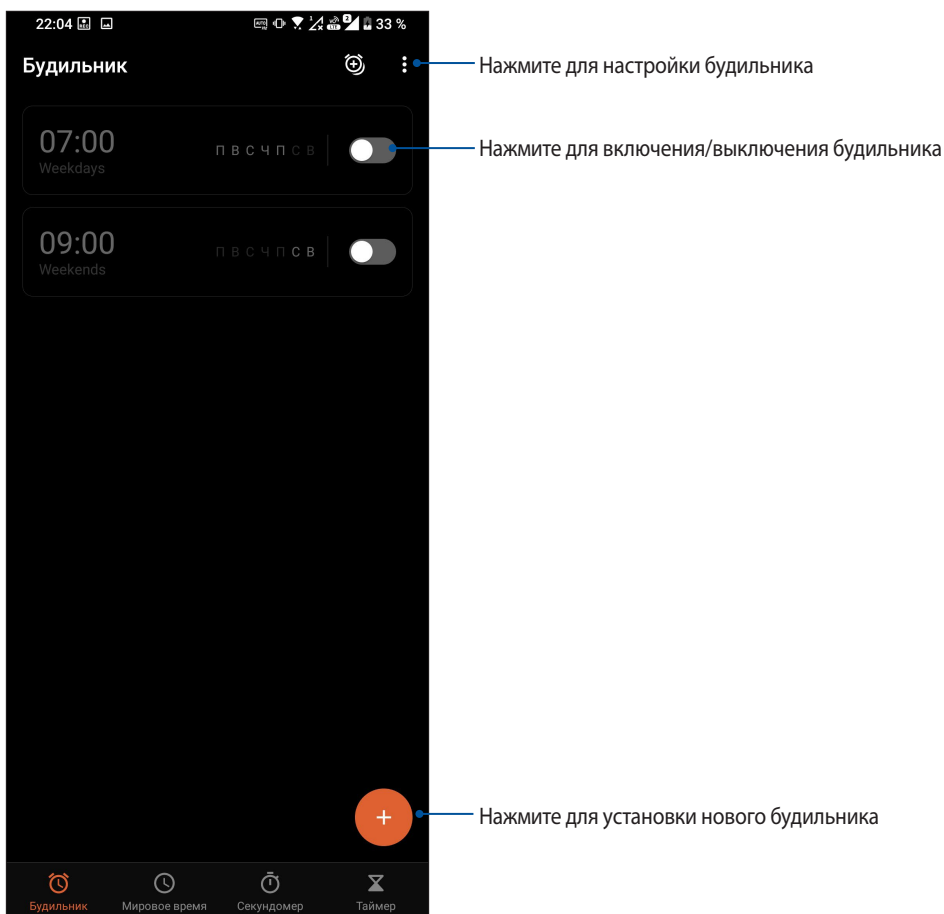 22:04 33 %
Будильник
Нажмите для настройки будильника
07:00
П В С Ч П С В
Weekdays
Нажмите для включения/выключения будильника
09:00
П В С Ч П С В
Weekends
+
Нажмите для установки нового будильника
Будильник Мировое время Секундомер Таймер